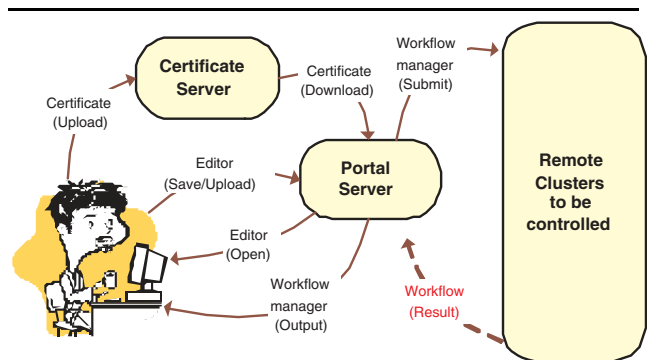 Certificate
Server
Certificate
(Upload)
Certificate
(Download)
Workflow
manager
(Submit)
Editor
(Save/Upload)
Portal
Server
Remote
Clusters
to be
controlled
Editor
(Open)
Workflow
manager
(Output)
Workflow
(Result)